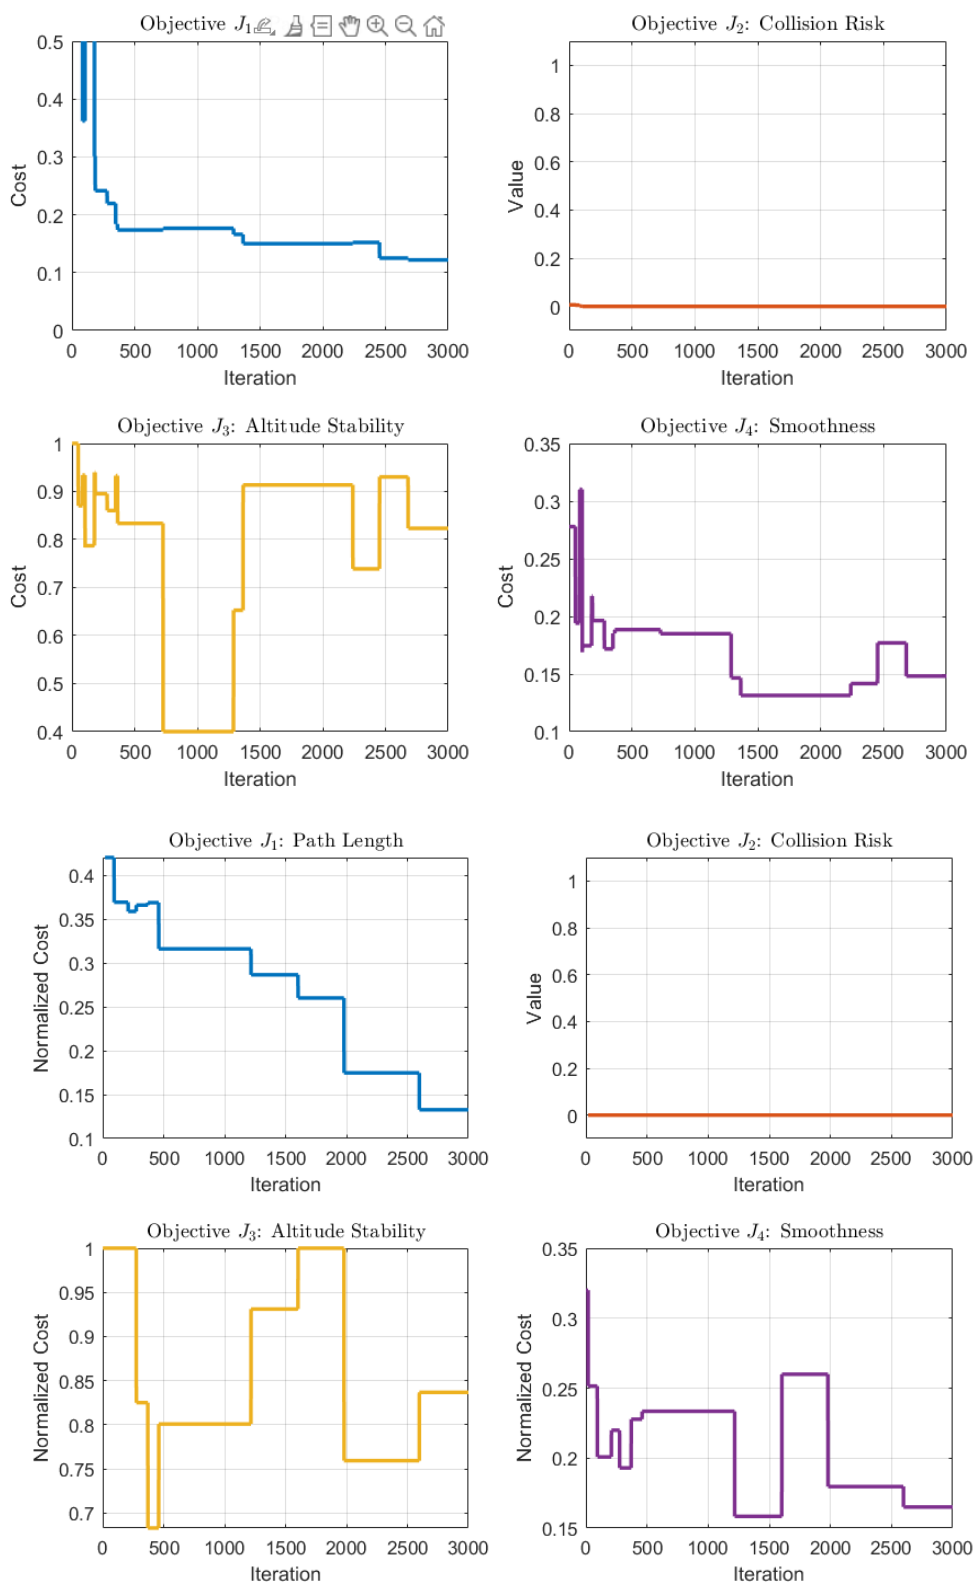 Objective J₁
Objective J₂: Collision Risk
0.5
0.4
0.3
0.2
0.1
0
Cost
0 500 1000 1500 2000 2500 3000
Iteration
1
0.8
0.6
0.4
0.2
0
Value
0 500 1000 1500 2000 2500 3000
Iteration
Objective J₃: Altitude Stability
1
0.9
0.8
0.7
0.6
0.5
0.4
Cost
0 500 1000 1500 2000 2500 3000
Iteration
Objective J₄: Smoothness
0.35
0.3
0.25
0.2
0.15
0.1
Cost
0 500 1000 1500 2000 2500 3000
Iteration
Objective J₁: Path Length
0.4
0.35
0.3
0.25
0.2
0.15
0.1
Normalized Cost
0 500 1000 1500 2000 2500 3000
Iteration
Objective J₂: Collision Risk
1
0.8
0.6
0.4
0.2
0
Value
0 500 1000 1500 2000 2500 3000
Iteration
Objective J₃: Altitude Stability
1
0.95
0.9
0.85
0.8
0.75
0.7
Normalized Cost
0 500 1000 1500 2000 2500 3000
Iteration
Objective J₄: Smoothness
0.35
0.3
0.25
0.2
0.15
Normalized Cost
0 500 1000 1500 2000 2500 3000
Iteration